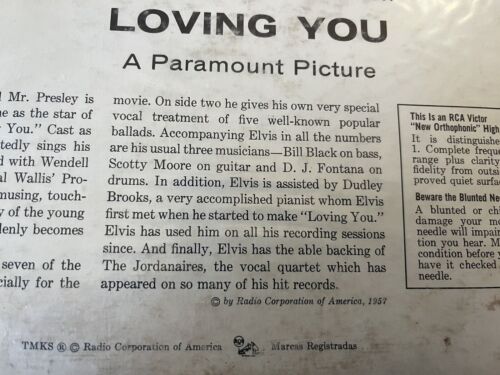 LOVING YOU
A Paramount Picture
Mr. Presley is
e as the star of
You." Cast as
tedly sings his
d with Wendell
al Wallis' Pro-
musing, touch-
y of the young
denly becomes
seven of the
cially for the
movie. On side two he gives his own very special
vocal treatment of five well-known popular
ballads. Accompanying Elvis in all the numbers
are his usual three musicians—Bill Black on bass,
Scotty Moore on guitar and D. J. Fontana on
drums. In addition, Elvis is assisted by Dudley
Brooks, a very accomplished pianist whom Elvis
first met when he started to make "Loving You."
Elvis has used him on all his recording sessions
since. And finally, Elvis has the able backing of
The Jordanaires, the vocal quartet which has
appeared on so many of his hit records.
© by Radio Corporation of America, 1957
This Is an RCA Victor
"New Orthophonic" High
It is distinguishe
1. Complete freque
range plus clarity
fidelity from outsi
proved quiet surfa
Beware the Blunted Ne
A blunted or chi
damage your mo
needle will impair
tion you hear. M
condition before y
have it checked
needle.
TMKS ® © Radio Corporation of America Marcas Registradas